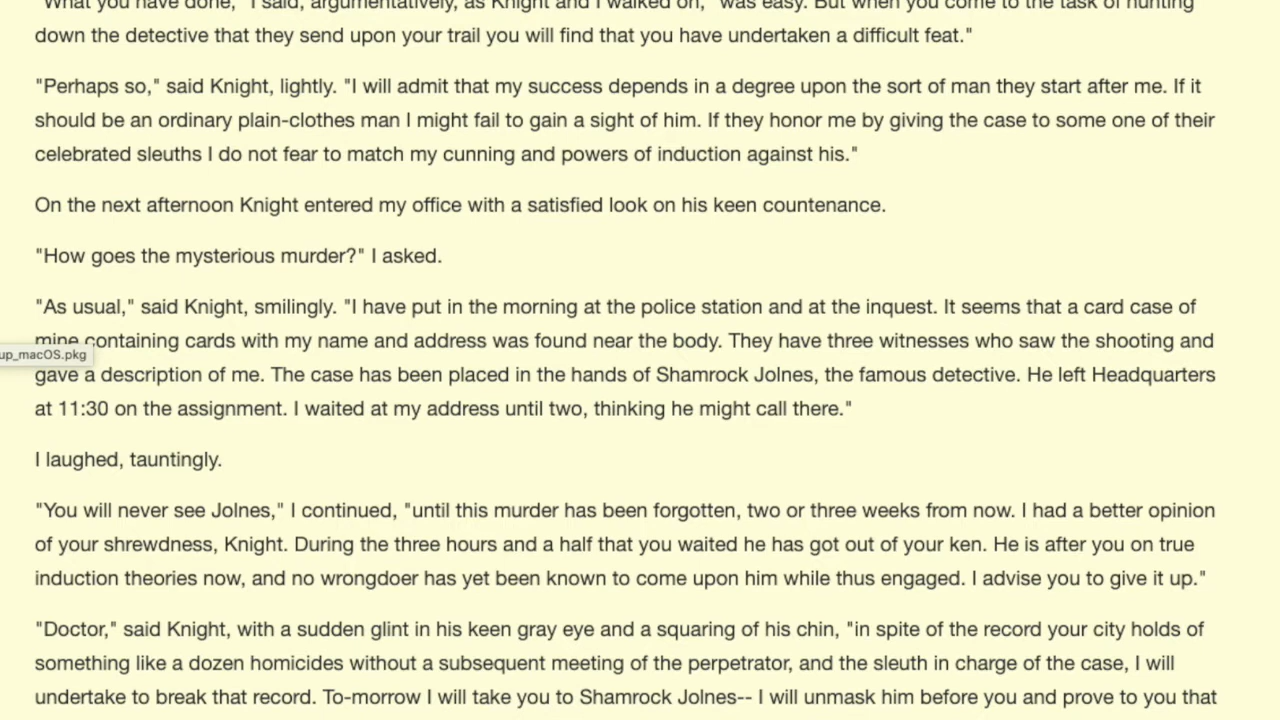 "What you have done," I said, argumentatively, as Knight and I walked on, "was easy. But when you come to the task of hunting
down the detective that they send upon your trail you will find that you have undertaken a difficult feat."
"Perhaps so," said Knight, lightly. "I will admit that my success depends in a degree upon the sort of man they start after me. If it
should be an ordinary plain-clothes man I might fail to gain a sight of him. If they honor me by giving the case to some one of their
celebrated sleuths I do not fear to match my cunning and powers of induction against his."
On the next afternoon Knight entered my office with a satisfied look on his keen countenance.
"How goes the mysterious murder?" I asked.
"As usual," said Knight, smilingly. "I have put in the morning at the police station and at the inquest. It seems that a card case of
mine containing cards with my name and address was found near the body. They have three witnesses who saw the shooting and
up_macOS.pkg
gave a description of me. The case has been placed in the hands of Shamrock Jolnes, the famous detective. He left Headquarters
at 11:30 on the assignment. I waited at my address until two, thinking he might call there."
I laughed, tauntingly.
"You will never see Jolnes," I continued, "until this murder has been forgotten, two or three weeks from now. I had a better opinion
of your shrewdness, Knight. During the three hours and a half that you waited he has got out of your ken. He is after you on true
induction theories now, and no wrongdoer has yet been known to come upon him while thus engaged. I advise you to give it up."
"Doctor," said Knight, with a sudden glint in his keen gray eye and a squaring of his chin, "in spite of the record your city holds of
something like a dozen homicides without a subsequent meeting of the perpetrator, and the sleuth in charge of the case, I will
undertake to break that record. To-morrow I will take you to Shamrock Jolnes-- I will unmask him before you and prove to you that